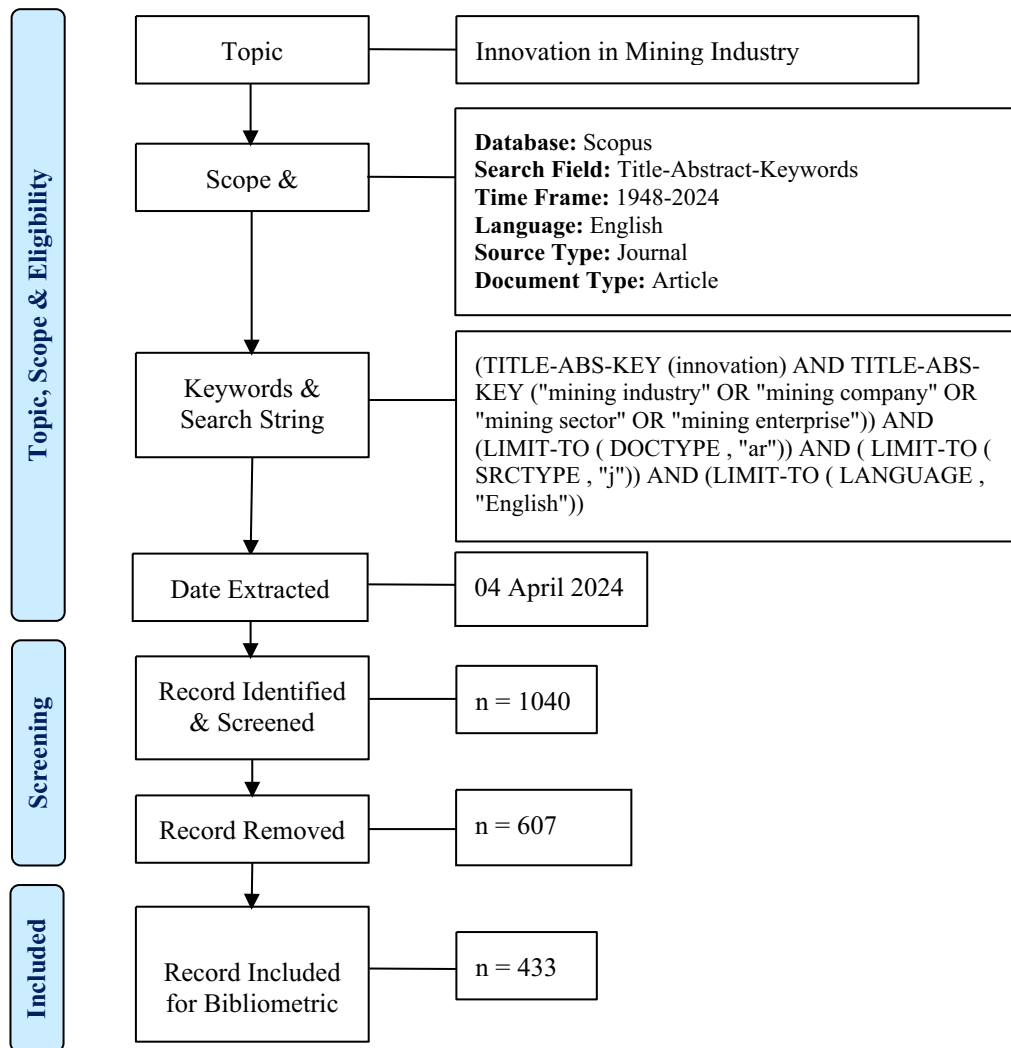 Topic, Scope & Eligibility
Topic
Innovation in Mining Industry
Scope &
Database: Scopus
Search Field: Title-Abstract-Keywords
Time Frame: 1948-2024
Language: English
Source Type: Journal
Document Type: Article
Keywords &
Search String
(TITLE-ABS-KEY (innovation) AND TITLE-ABS-
KEY ("mining industry" OR "mining company" OR
"mining sector" OR "mining enterprise")) AND
(LIMIT-TO ( DOCTYPE , "ar")) AND ( LIMIT-TO (
SRCTYPE , "j")) AND (LIMIT-TO ( LANGUAGE ,
"English"))
Date Extracted
04 April 2024
Screening
Record Identified
& Screened
n = 1040
Record Removed
n = 607
Included
Record Included
for Bibliometric
n = 433